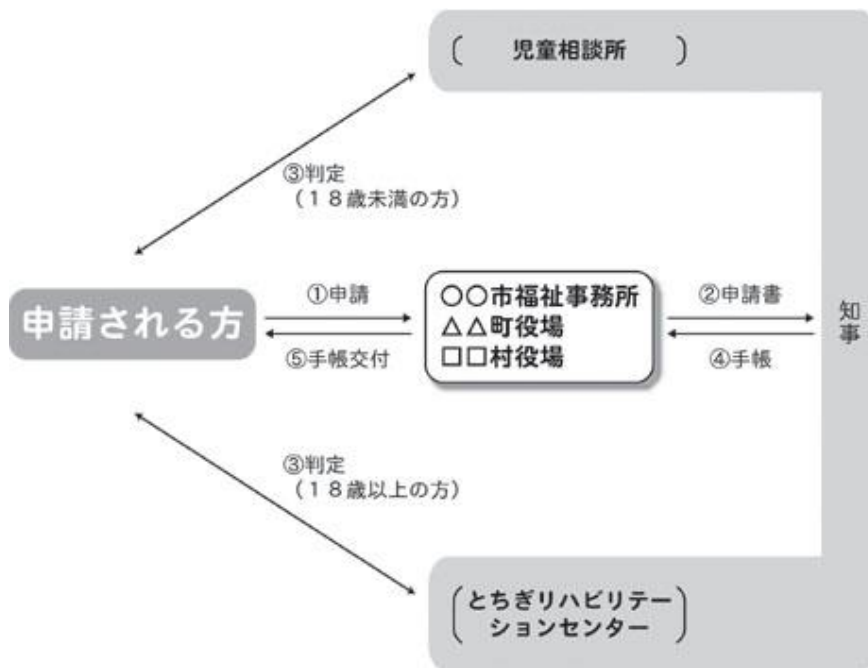 ( 児童相談所 )
③判定
(18歳未満の方)
申請される方
①申請
⑤手帳交付
○○市福祉事務所
△△町役場
□□村役場
②申請書
④手帳
知事
③判定
(18歳以上の方)
(とちぎリハビリテー
ションセンター)